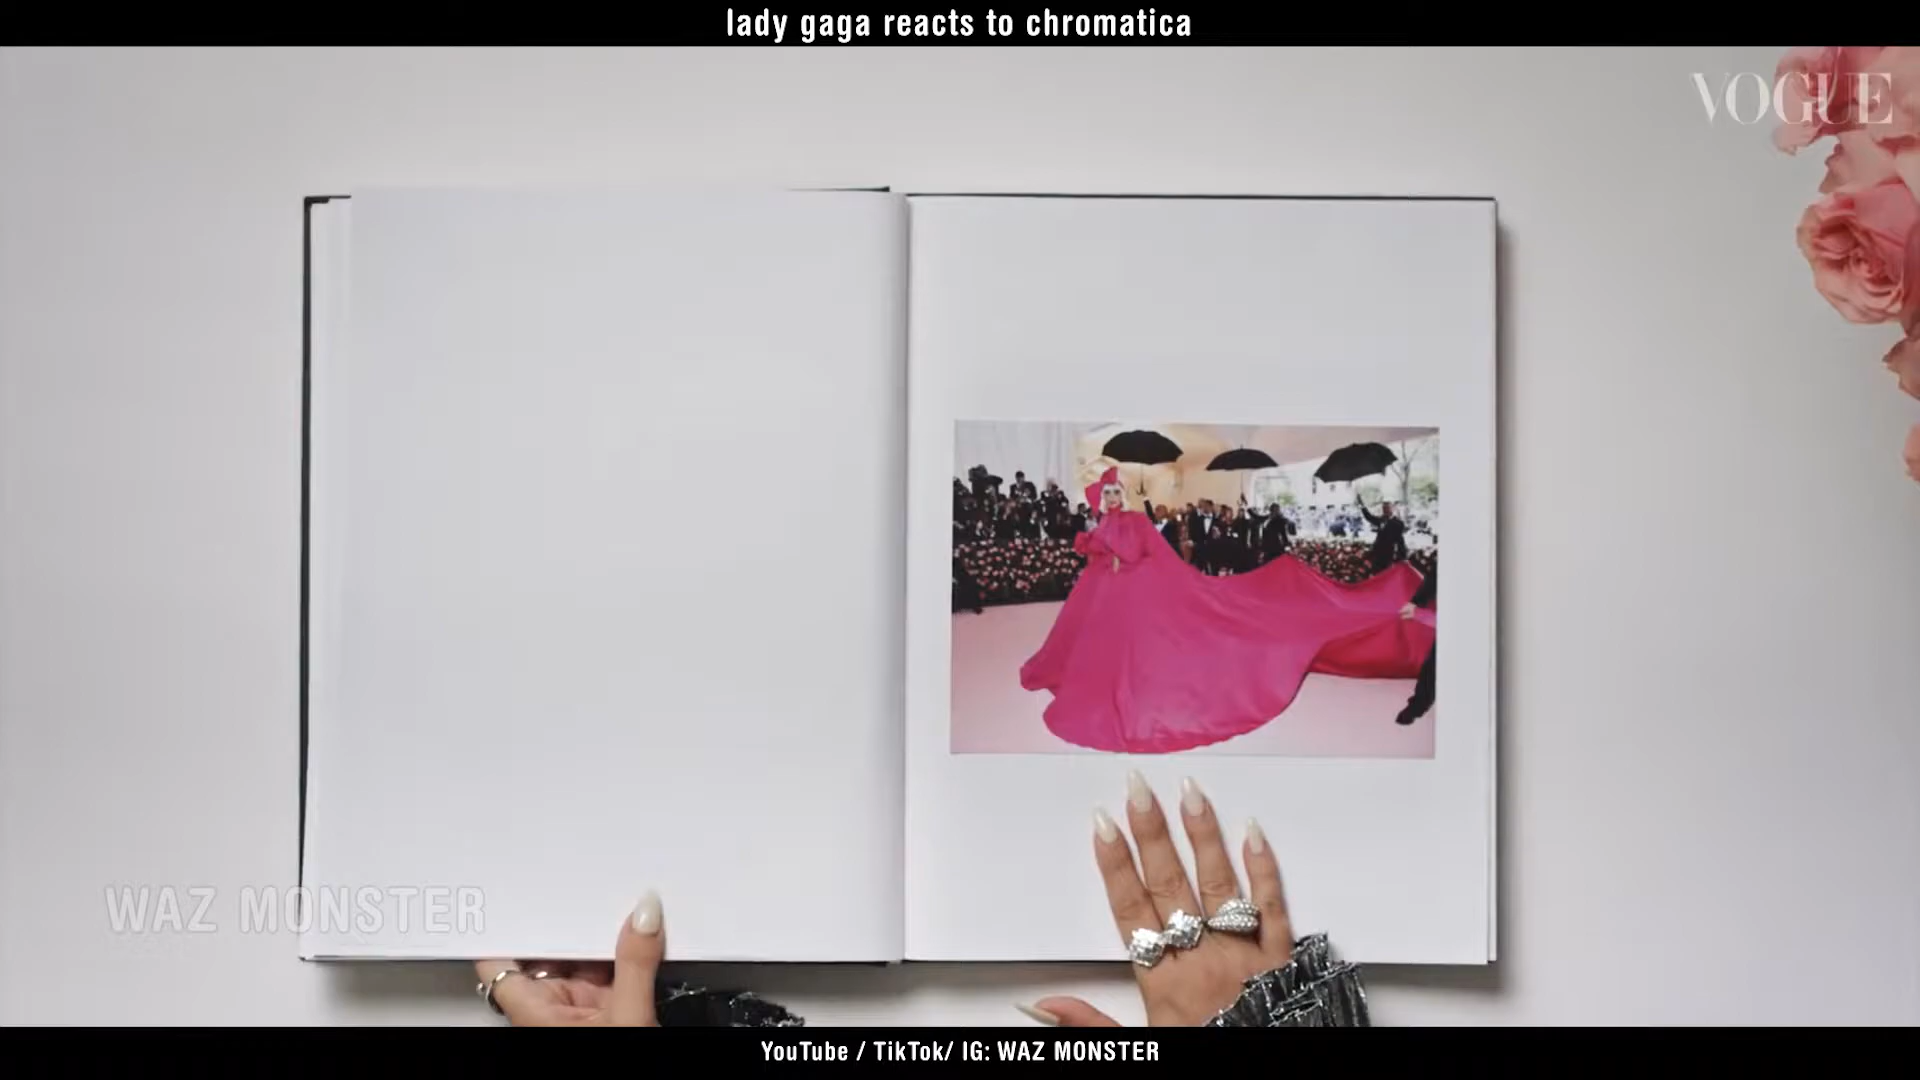 lady gaga reacts to chromatica
VOGUE
WAZ MONSTER
YouTube / TikTok/ IG: WAZ MONSTER